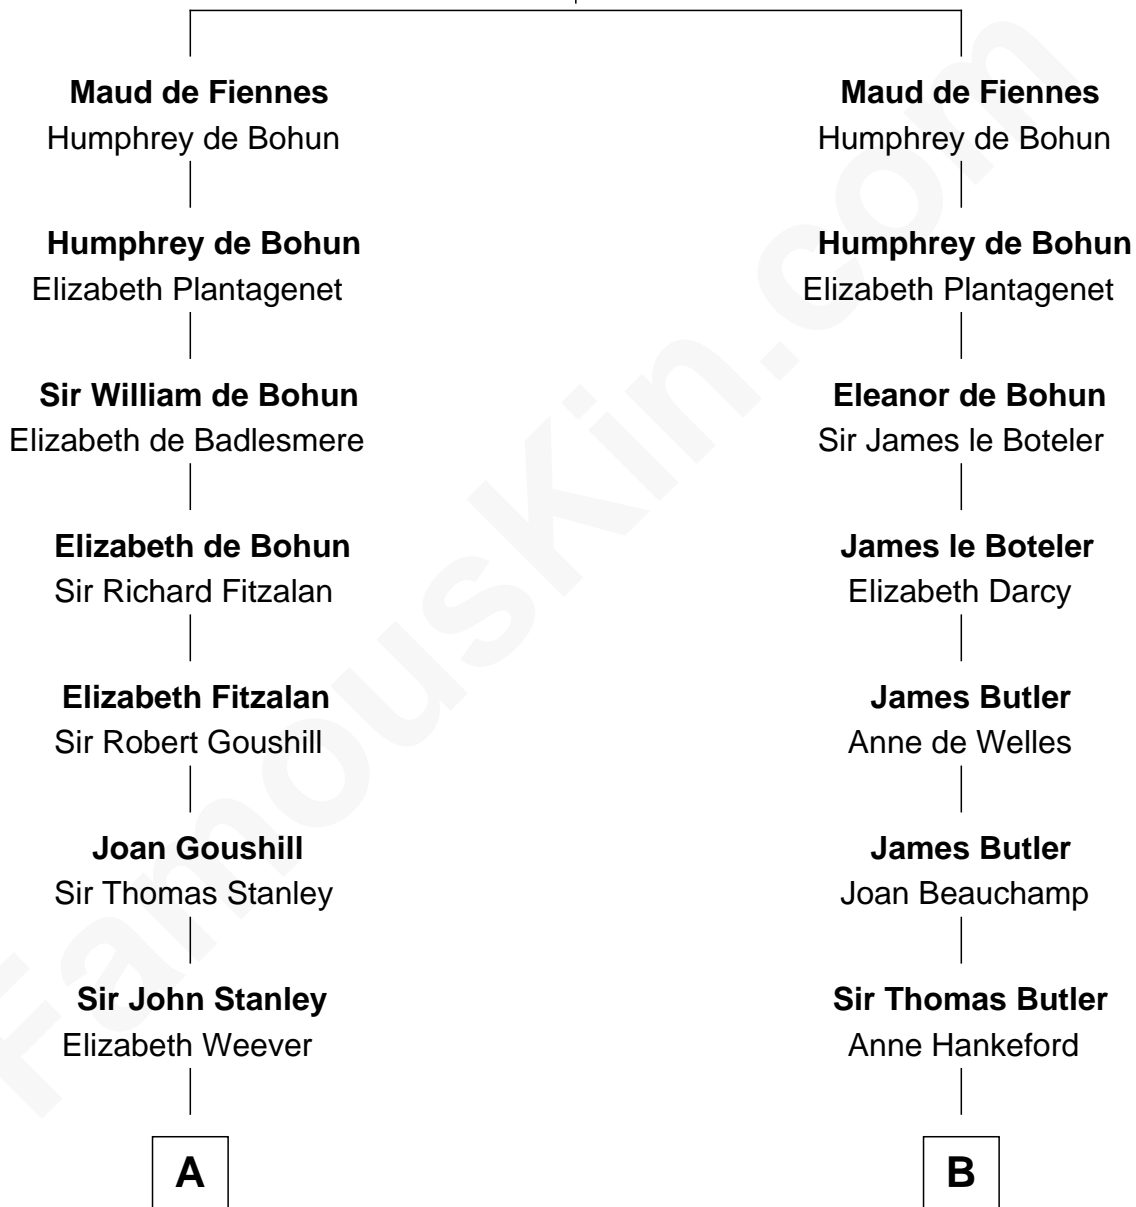 Maud de Fiennes
Humphrey de Bohun
Humphrey de Bohun
Elizabeth Plantagenet
Sir William de Bohun
Elizabeth de Badlesmere
Elizabeth de Bohun
Sir Richard Fitzalan
Elizabeth Fitzalan
Sir Robert Goushill
Joan Goushill
Sir Thomas Stanley
Sir John Stanley
Elizabeth Weever
A
Maud de Fiennes
Humphrey de Bohun
Humphrey de Bohun
Elizabeth Plantagenet
Eleanor de Bohun
Sir James le Boteler
James le Boteler
Elizabeth Darcy
James Butler
Anne de Welles
James Butler
Joan Beauchamp
Sir Thomas Butler
Anne Hankeford
B
FamousKin.com